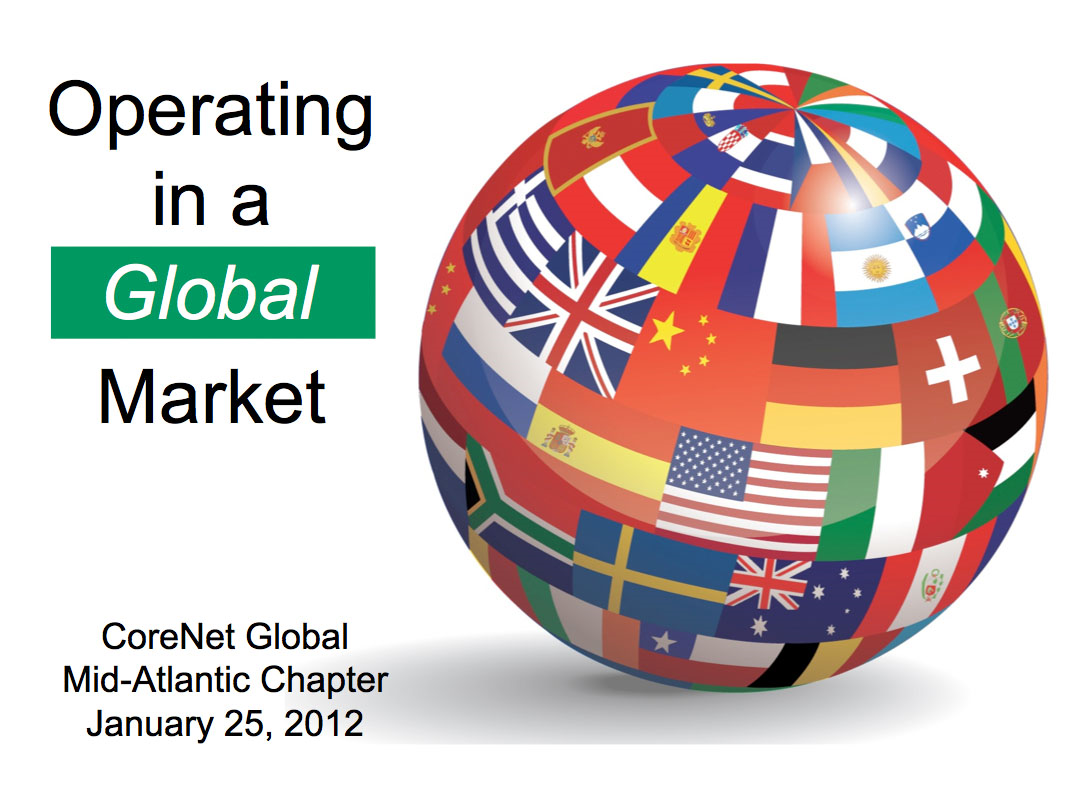 Operating
in a
Global
Market
CoreNet Global
Mid-Atlantic Chapter
January 25, 2012